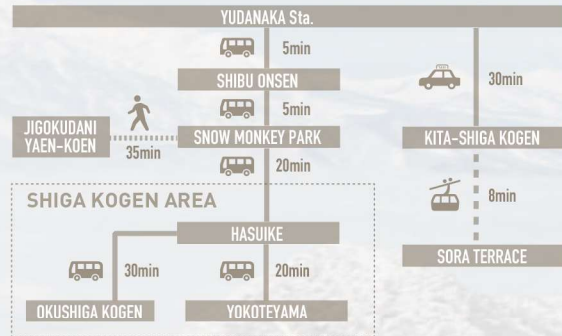 YUDANAKA Sta.
5min
30min
SHIBU ONSEN
5min
JIGOKUDANI
YAEN-KOEN
35min
SNOW MONKEY PARK
KITA-SHIGA KOGEN
20min
8min
SHIGA KOGEN AREA
HASUIKE
SORA TERRACE
30min
20min
OKUSHIGA KOGEN
YOKOTEYAMA